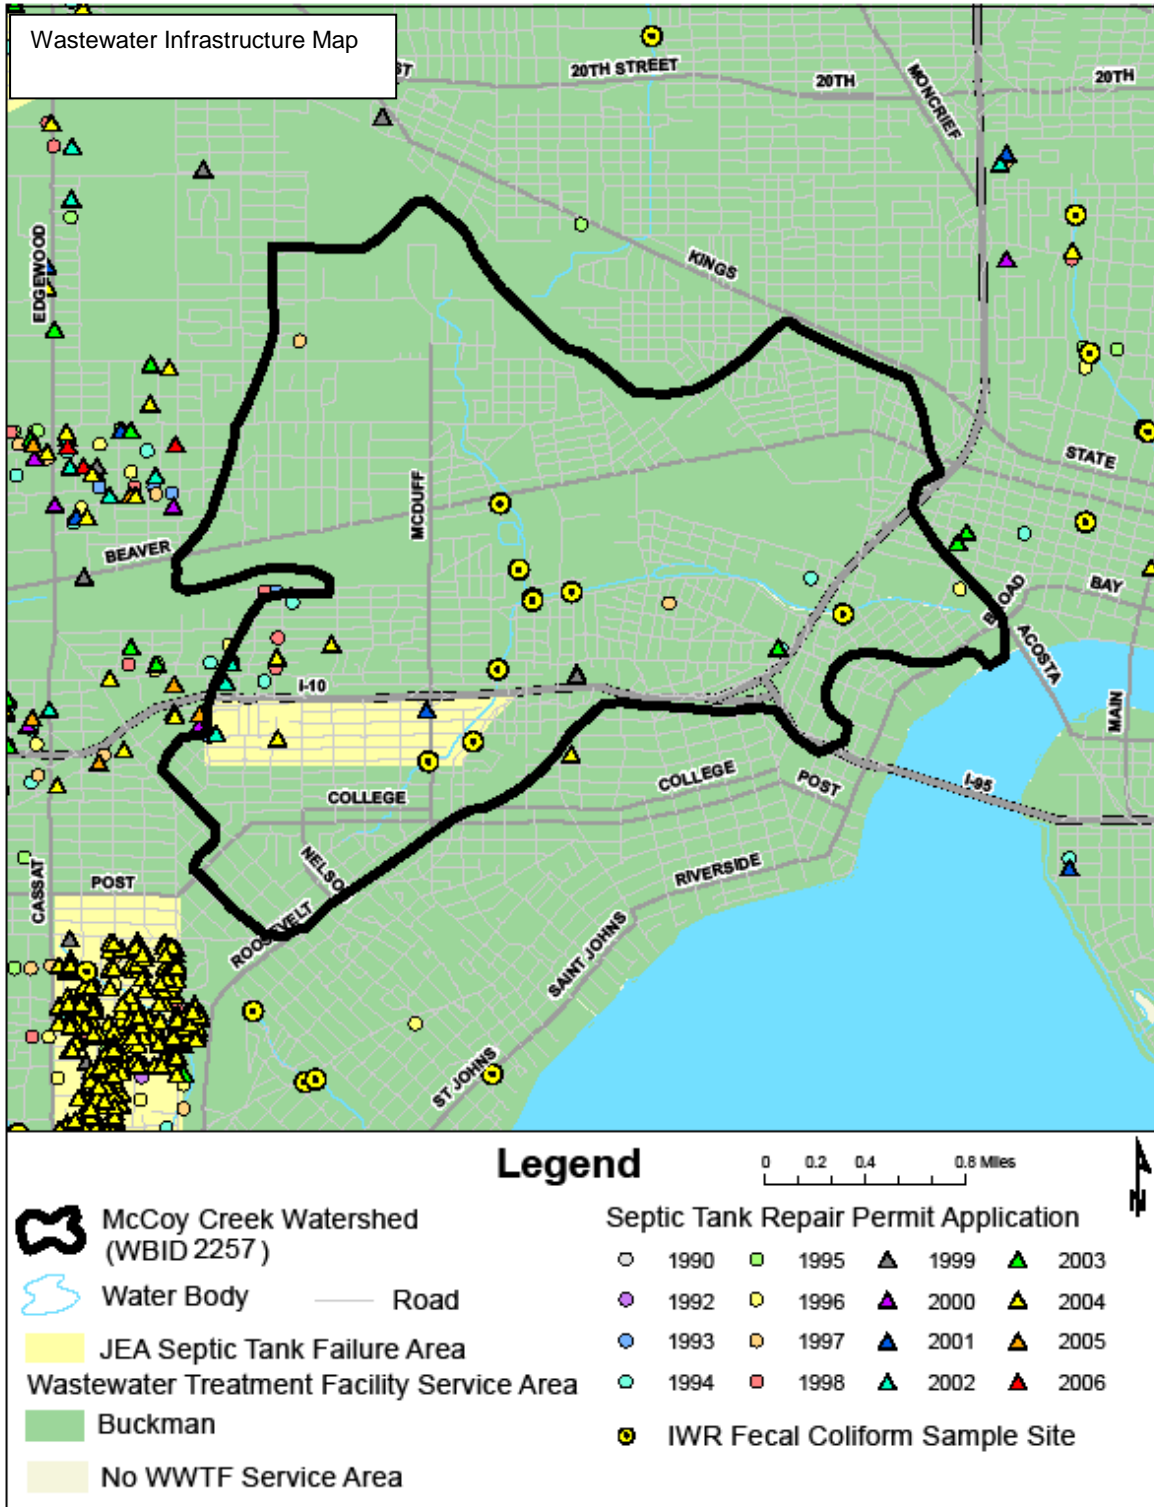 Wastewater Infrastructure Map
ST
20TH STREET
20TH
MONCRIEF
20TH
EDGEWOOD
KINGS
STATE
MCDUFF
BEAVER
BROAD
BAY
ACOSTA
MAIN
I-10
COLLEGE
COLLEGE
POST
I-95
NELSO
RIVERSIDE
CASSAT
POST
ROOSEVELT
SAINT JOHNS
ST JOHNS
Legend
0 0.2 0.4 0.8 Miles
N
McCoy Creek Watershed
(WBID 2257)
Water Body
Road
JEA Septic Tank Failure Area
Wastewater Treatment Facility Service Area
Buckman
No WWTF Service Area
Septic Tank Repair Permit Application
1990 1995 1999 2003
1992 1996 2000 2004
1993 1997 2001 2005
1994 1998 2002 2006
IWR Fecal Coliform Sample Site